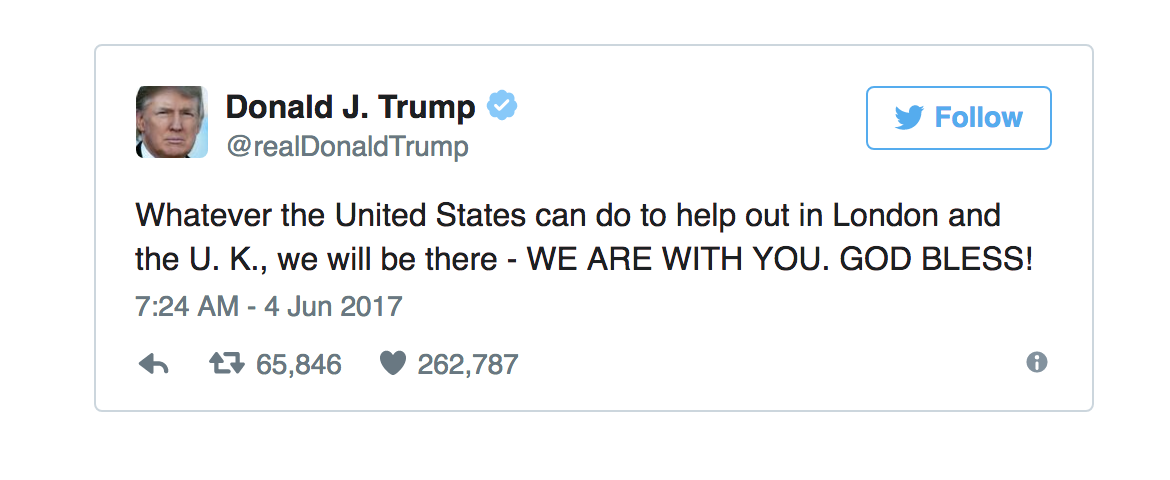 Donald J. Trump
@realDonaldTrump
Follow
Whatever the United States can do to help out in London and
the U. K., we will be there - WE ARE WITH YOU. GOD BLESS!
7:24 AM - 4 Jun 2017
65,846 262,787